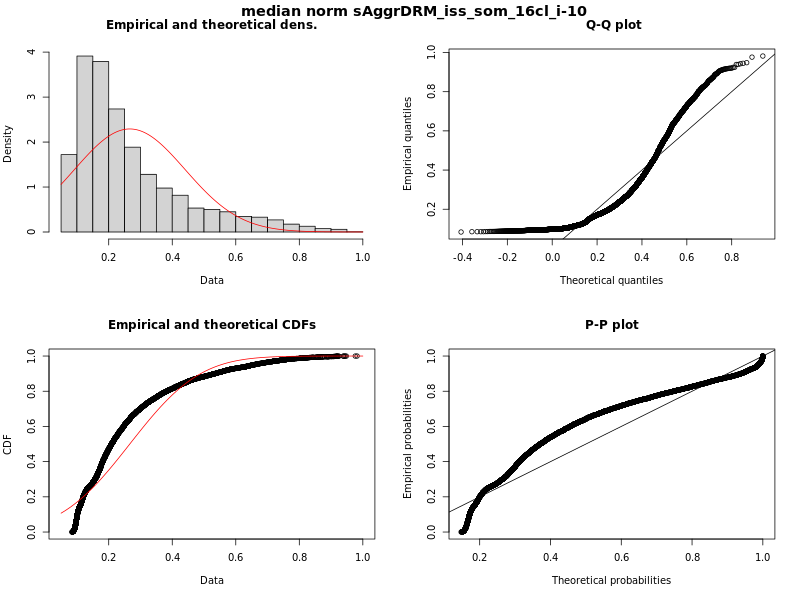 median norm sAggrDRM_iss_som_16cl_i-10
Empirical and theoretical dens.
Density
0 1 2 3 4
0.2 0.4 0.6 0.8 1.0
Data
Q-Q plot
Empirical quantiles
0.2 0.4 0.6 0.8 1.0
-0.4 -0.2 0.0 0.2 0.4 0.6 0.8
Theoretical quantiles
Empirical and theoretical CDFs
CDF
0.0 0.2 0.4 0.6 0.8 1.0
0.2 0.4 0.6 0.8 1.0
Data
P-P plot
Empirical probabilities
0.0 0.2 0.4 0.6 0.8 1.0
0.2 0.4 0.6 0.8 1.0
Theoretical probabilities